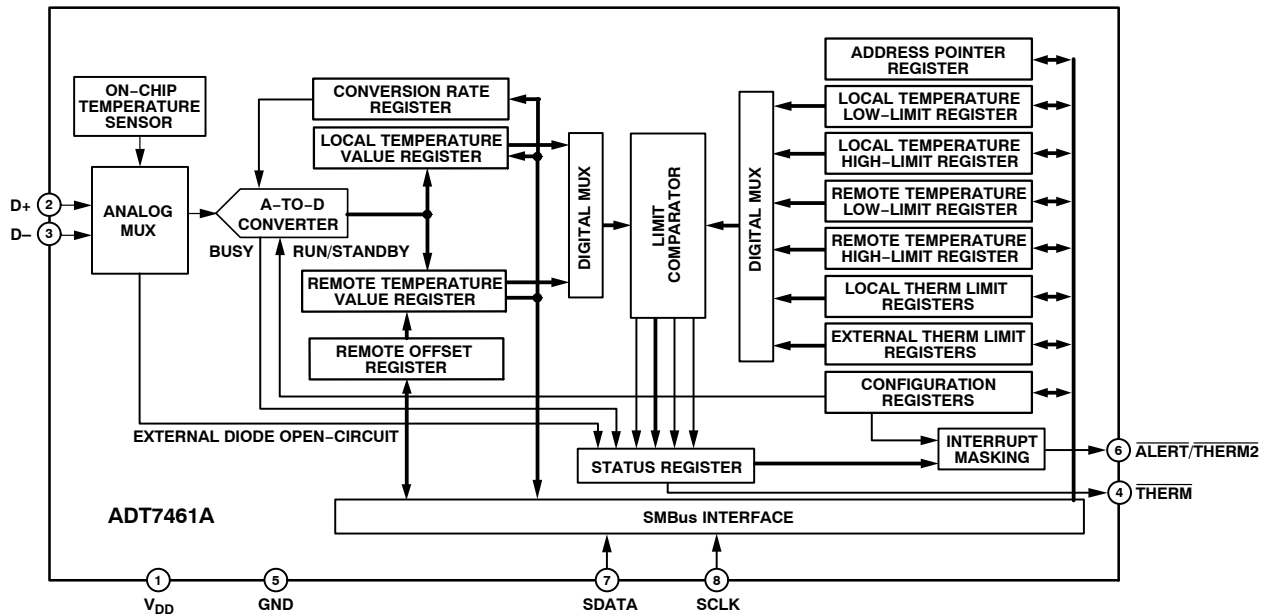 ON-CHIP
TEMPERATURE
SENSOR
CONVERSION RATE
REGISTER
LOCAL TEMPERATURE
VALUE REGISTER
ADDRESS POINTER
REGISTER
LOCAL TEMPERATURE
LOW-LIMIT REGISTER
LOCAL TEMPERATURE
HIGH-LIMIT REGISTER
REMOTE TEMPERATURE
LOW-LIMIT REGISTER
REMOTE TEMPERATURE
HIGH-LIMIT REGISTER
LOCAL THERM LIMIT
REGISTERS
EXTERNAL THERM LIMIT
REGISTERS
CONFIGURATION
REGISTERS
D+ 2
D- 3
ANALOG
MUX
A-TO-D
CONVERTER
BUSY
RUN/STANDBY
DIGITAL MUX
LIMIT
COMPARATOR
DIGITAL MUX
REMOTE TEMPERATURE
VALUE REGISTER
REMOTE OFFSET
REGISTER
EXTERNAL DIODE OPEN-CIRCUIT
STATUS REGISTER
INTERRUPT
MASKING
6 ALERT/THERM2
4 THERM
ADT7461A
SMBus INTERFACE
1
VDD
5
GND
7
SDATA
8
SCLK